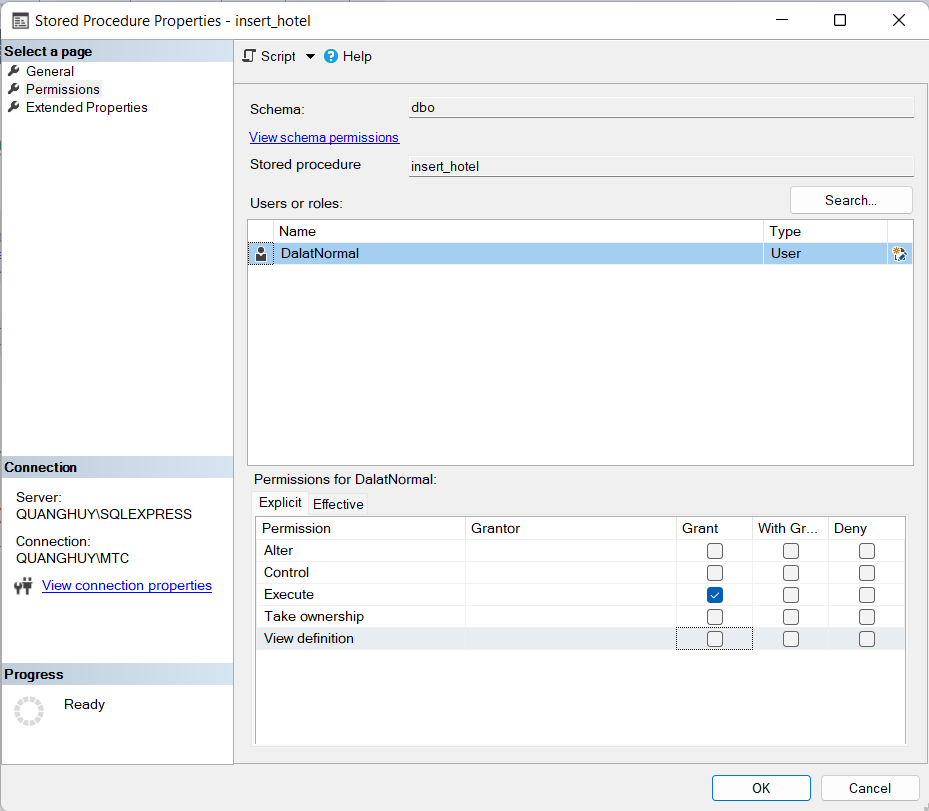 Stored Procedure Properties - insert_hotel
Select a page
General
Permissions
Extended Properties
Script
Help
Schema:
dbo
View schema permissions
Stored procedure
insert_hotel
Users or roles:
Search...
Name Type
DalatNormal User
Permissions for DalatNormal:
Explicit Effective
Permission Grantor Grant With Gr... Deny
Alter
Control
Execute
Take ownership
View definition
Connection
Server:
QUANGHUY\SQLEXPRESS
Connection:
QUANGHUY\MTC
View connection properties
Progress
Ready
OK
Cancel